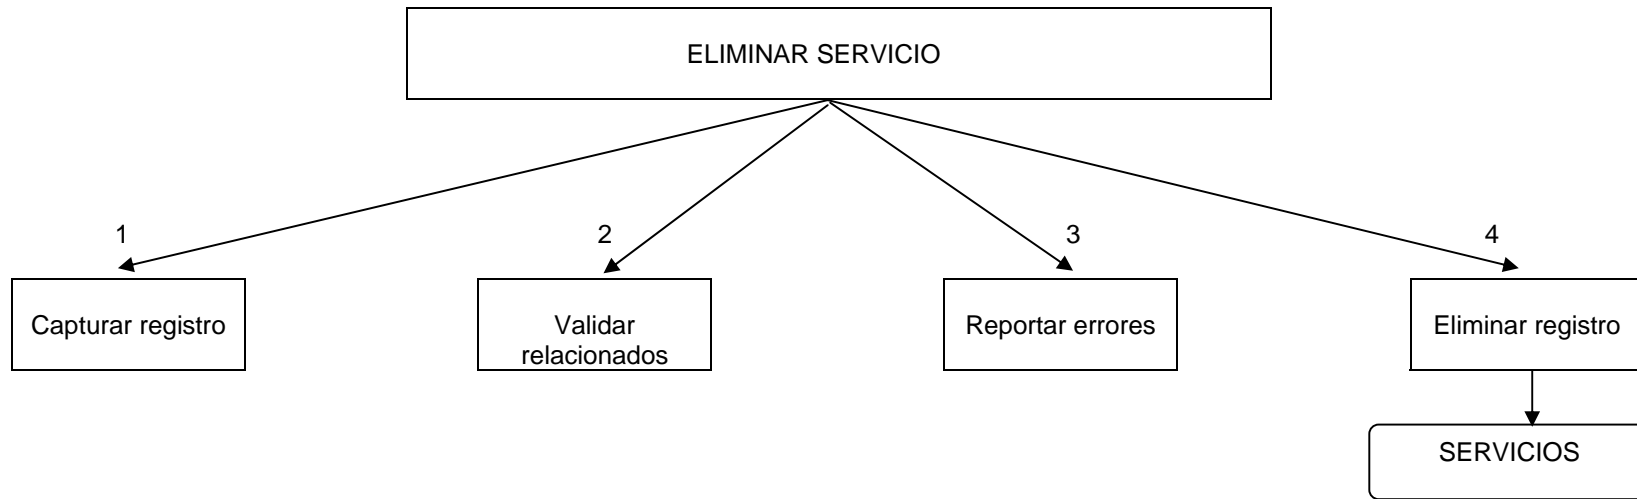 ELIMINAR SERVICIO
1
2
3
4
Capturar registro
Validar
relacionados
Reportar errores
Eliminar registro
SERVICIOS